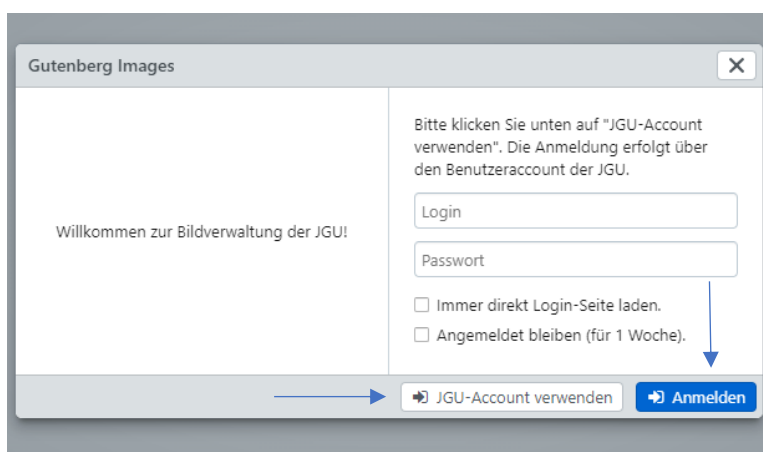 Gutenberg Images
Willkommen zur Bildverwaltung der JGU!
Bitte klicken Sie unten auf "JGU-Account
verwenden". Die Anmeldung erfolgt über
den Benutzeraccount der JGU.
Login
Passwort
Immer direkt Login-Seite laden.
Angemeldet bleiben (für 1 Woche).
JGU-Account verwenden
Anmelden